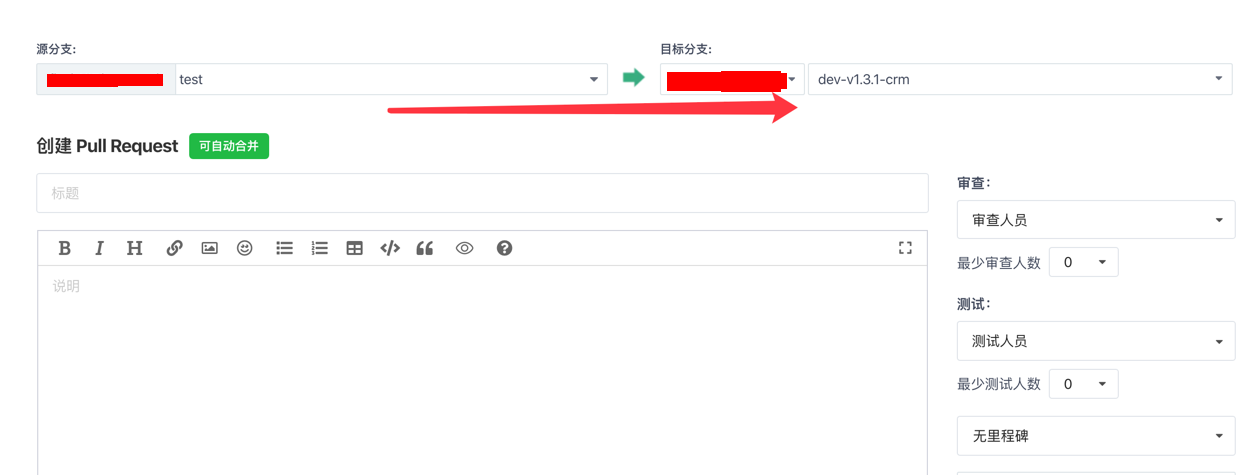 源分支: 目标分支:
test dev-v1.3.1-crm
创建 Pull Request 可自动合并
标题
审查：
审查人员
B I H
最少审查人数 0
说明
测试：
测试人员
最少测试人数 0
无里程碑